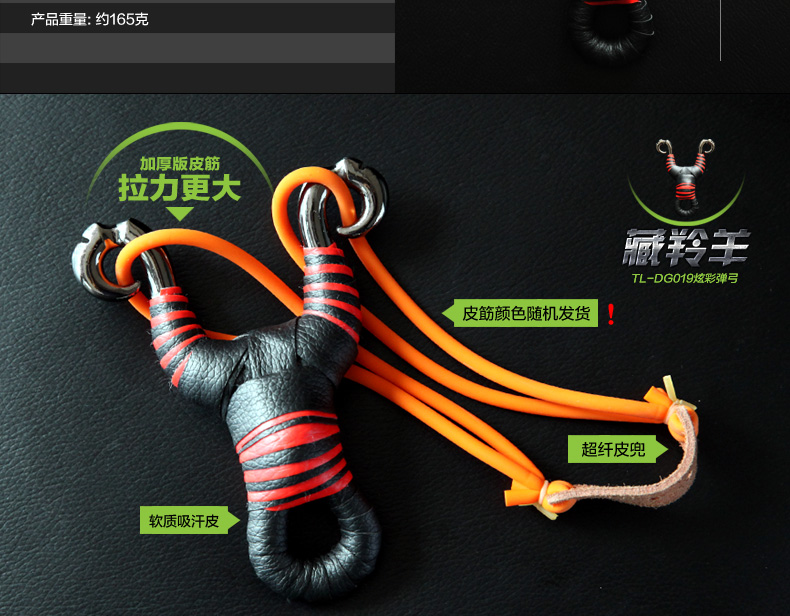 产品重量: 约165克
加厚版皮筋
拉力更大
藏羚羊
TL-DG019炫彩弹弓
皮筋颜色随机发货
!
超纤皮兜
软质吸汗皮